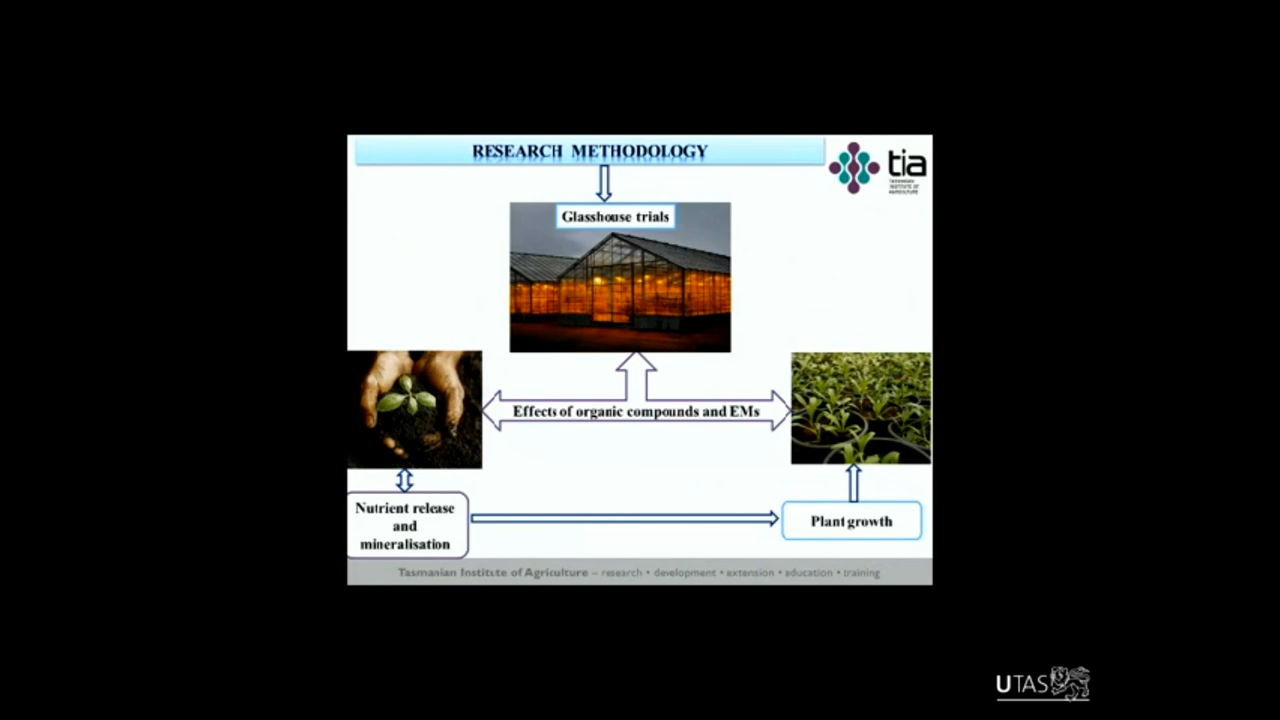 RESEARCH METHODOLOGY
tia
TASMANIAN
INSTITUTE OF
AGRICULTURE
Glasshouse trials
Effects of organic compounds and EMs
Nutrient release
and
mineralisation
Plant growth
Tasmanian Institute of Agriculture – research • development • extension • education • training
UTAS